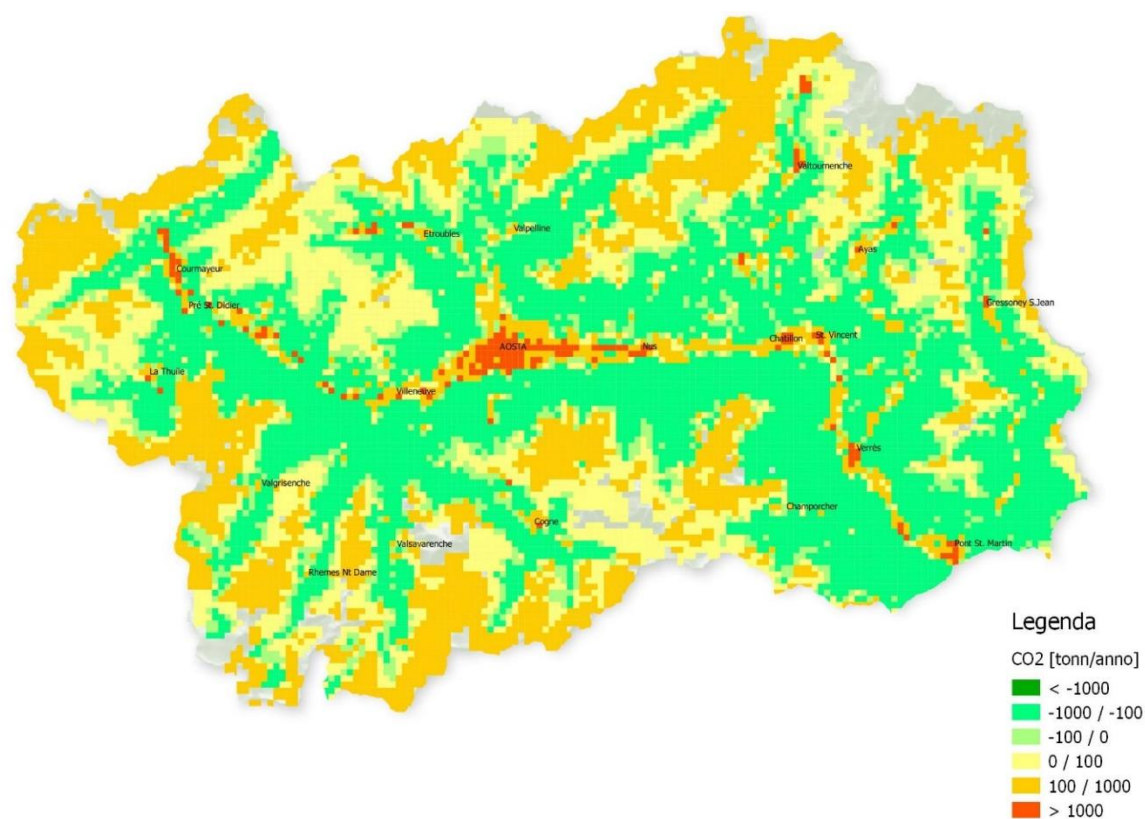 Valtournenche
Etroubles
Valpelline
Ayas
Courmayeur
Pré St. Didier
Gressoney S.Jean
AOSTA
Nus
Châtillon
St. Vincent
La Thuile
Villeneuve
Verrès
Valgrisenche
Champorcher
Cogne
Valsavarenche
Pont St. Martin
Rhemes Nt Dame
Legenda
CO2 [tonn/anno]
< -1000
-1000 / -100
-100 / 0
0 / 100
100 / 1000
> 1000